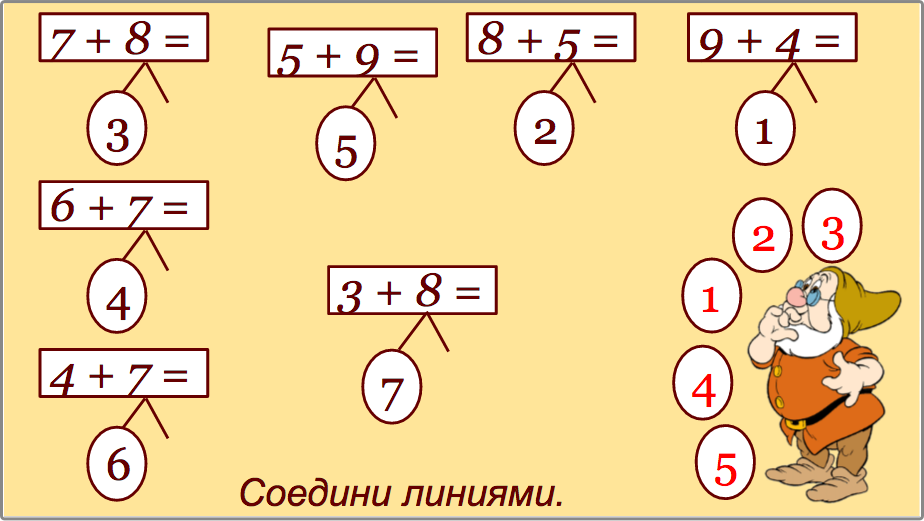 7 + 8 =
5 + 9 =
8 + 5 =
9 + 4 =
3
5
2
1
6 + 7 =
4
2
3
1
3 + 8 =
7
4 + 7 =
6
4
5
Соедини линиями.